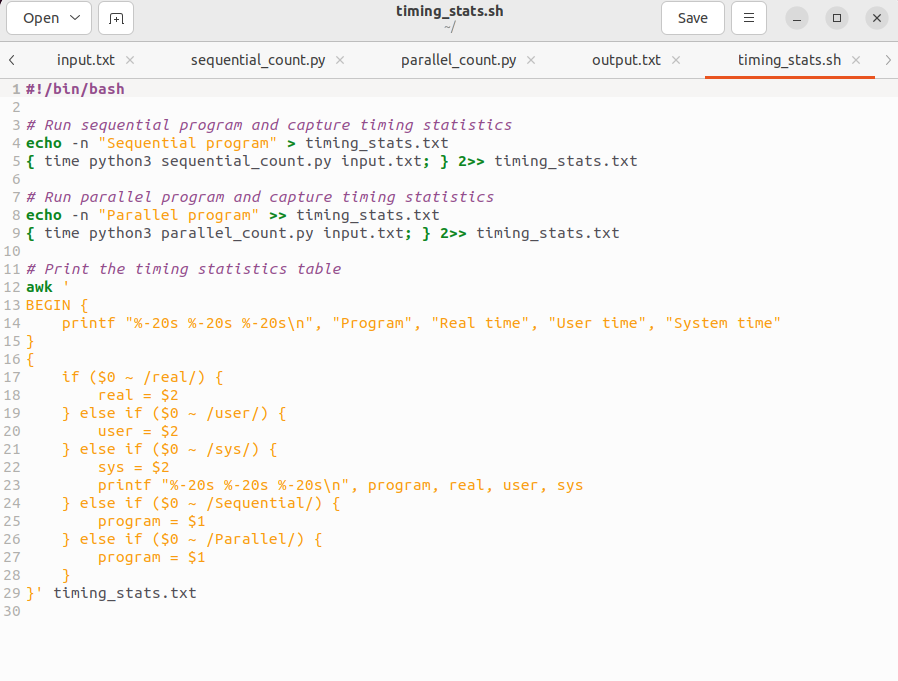 Open
timing_stats.sh
~/
Save
input.txt
sequential_count.py
parallel_count.py
output.txt
timing_stats.sh
1 #!/bin/bash
2
3 # Run sequential program and capture timing statistics
4 echo -n "Sequential program" > timing_stats.txt
5 { time python3 sequential_count.py input.txt; } 2>> timing_stats.txt
6
7 # Run parallel program and capture timing statistics
8 echo -n "Parallel program" >> timing_stats.txt
9 { time python3 parallel_count.py input.txt; } 2>> timing_stats.txt
10
11 # Print the timing statistics table
12 awk '
13 BEGIN {
14     printf "%-20s %-20s %-20s\n", "Program", "Real time", "User time", "System time"
15 }
16 {
17     if ($0 ~ /real/) {
18         real = $2
19     } else if ($0 ~ /user/) {
20         user = $2
21     } else if ($0 ~ /sys/) {
22         sys = $2
23         printf "%-20s %-20s %-20s\n", program, real, user, sys
24     } else if ($0 ~ /Sequential/) {
25         program = $1
26     } else if ($0 ~ /Parallel/) {
27         program = $1
28     }
29 }' timing_stats.txt
30